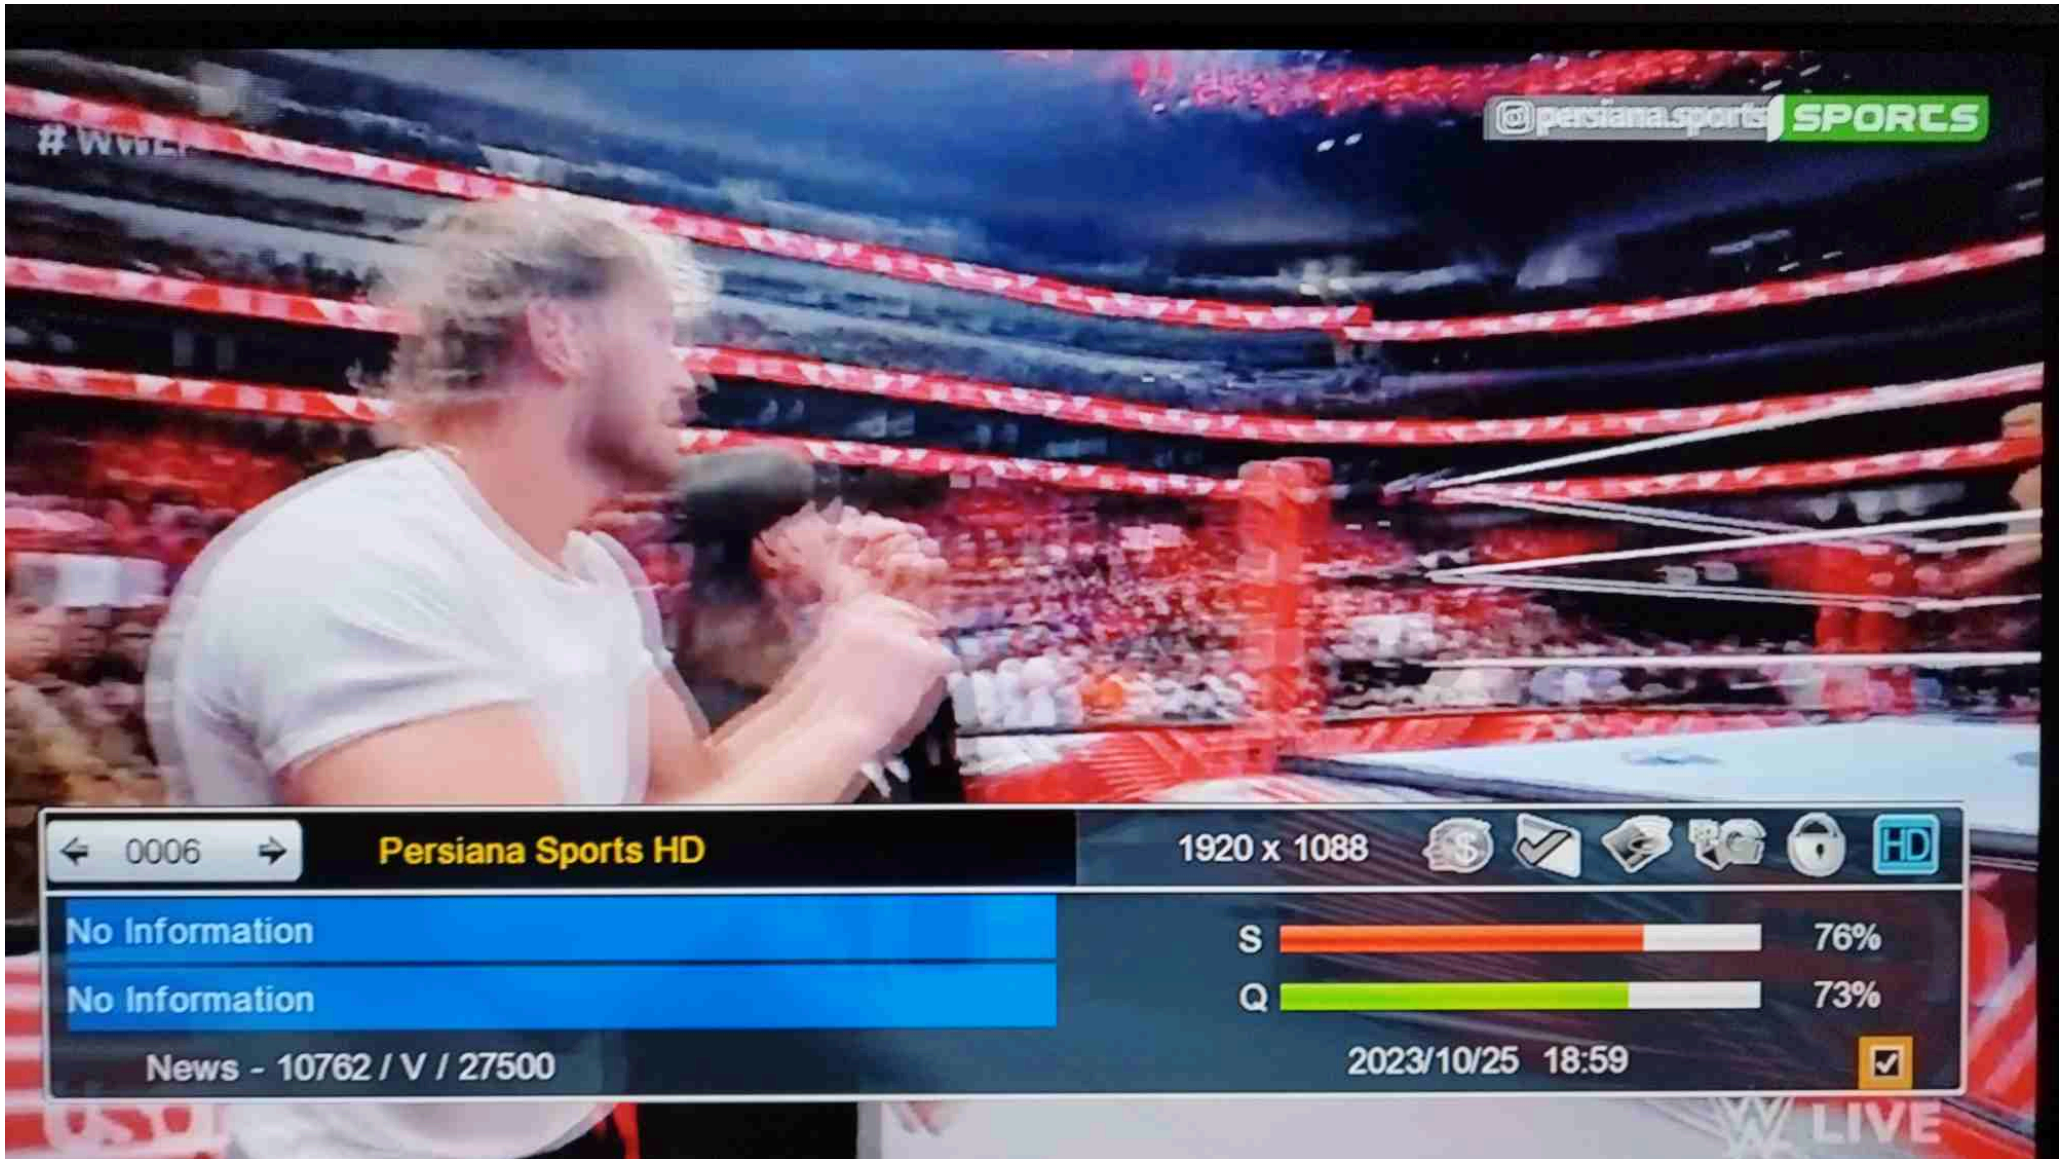 @persiana.sports SPORTS
0006 Persiana Sports HD 1920 x 1088 HD
No Information S 76%
No Information Q 73%
News - 10762 / V / 27500 2023/10/25 18:59
W LIVE